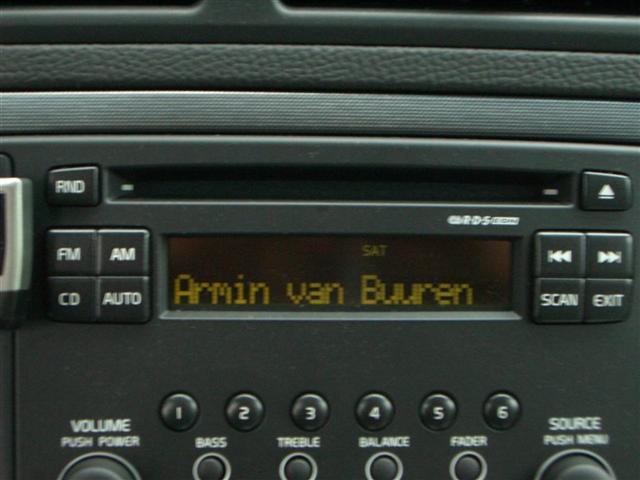 RND
R·D·S EON
FM AM
SAT
SCAN EXIT
CD AUTO
Armin van Buuren
1 2 3 4 5 6
VOLUME
PUSH POWER
BASS TREBLE BALANCE FADER
SOURCE
PUSH MENU